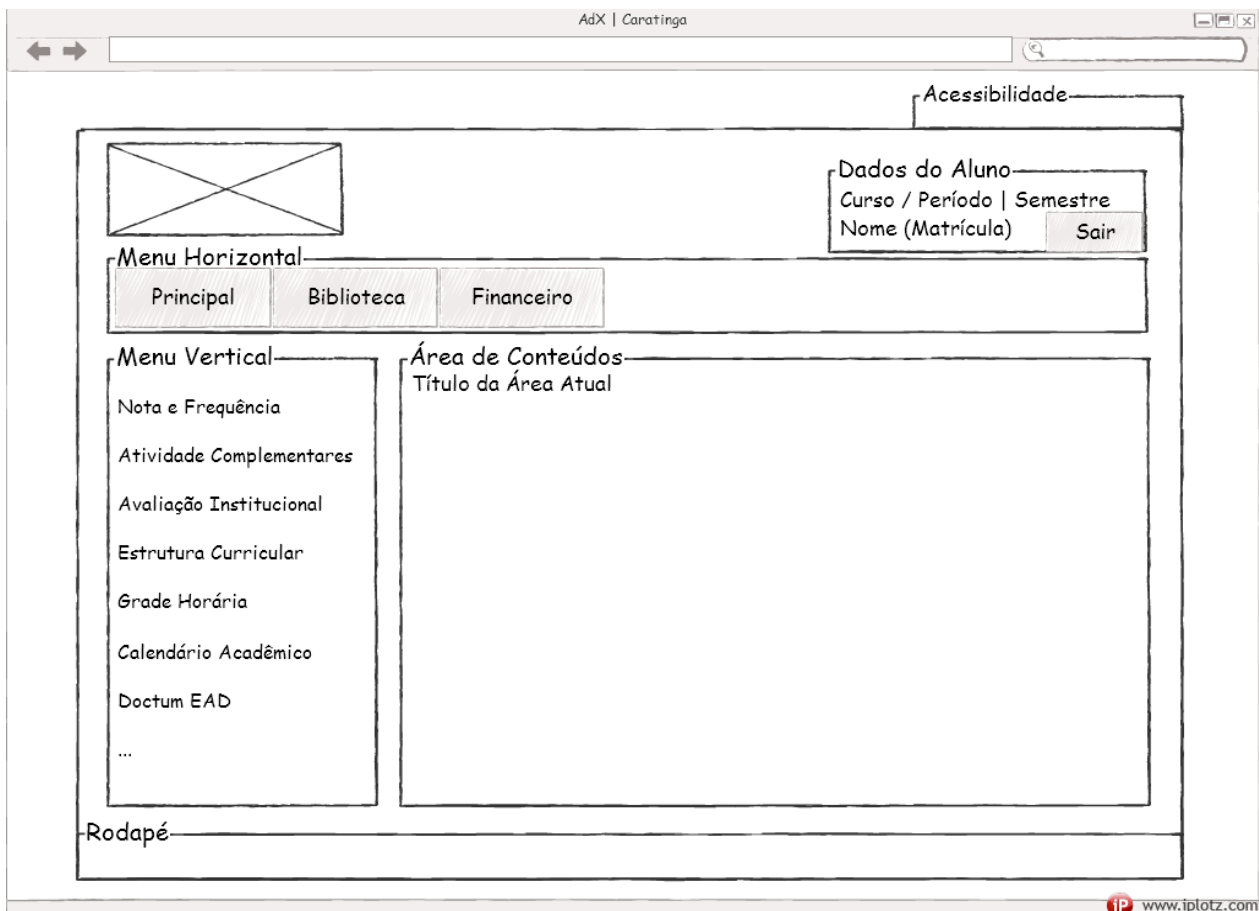 AdX | Caratinga
Acessibilidade
Dados do Aluno
Curso / Período | Semestre
Nome (Matrícula)
Sair
Menu Horizontal
Principal
Biblioteca
Financeiro
Menu Vertical
Nota e Frequência
Atividade Complementares
Avaliação Institucional
Estrutura Curricular
Grade Horária
Calendário Acadêmico
Doctum EAD
...
Área de Conteúdos
Título da Área Atual
Rodapé
iP www.iplotz.com